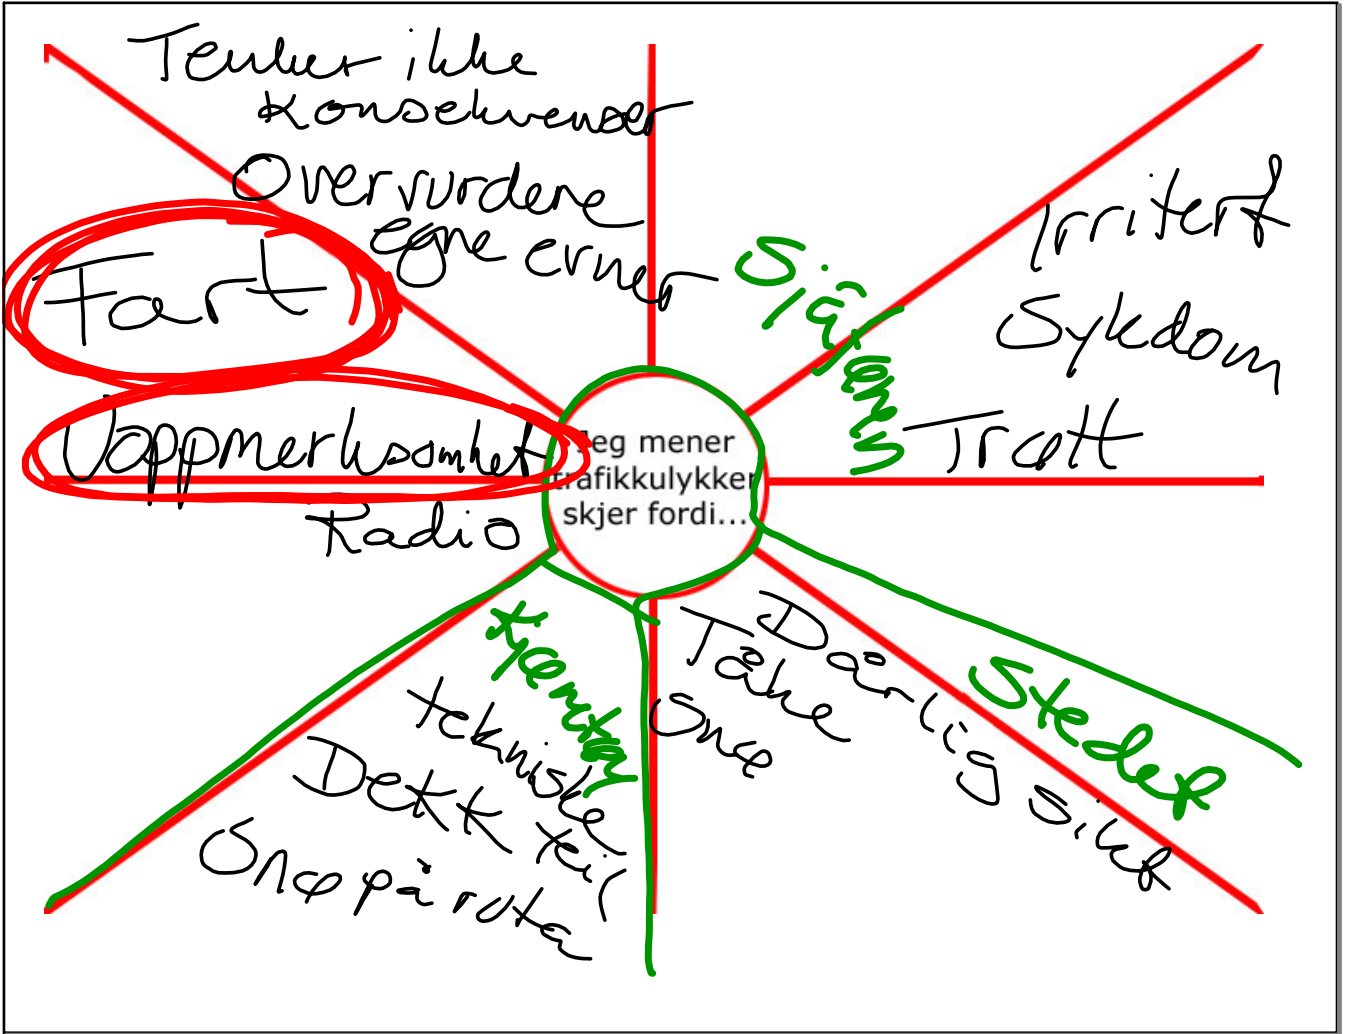 Tenker ikke
konsekvenser
Overvurdere
egne evner
Fart
Uoppmerksomhet
Radio
Sjåføren
Irritert
Sykdom
Trøtt
Jeg mener
trafikkulykker
skjer fordi...
Kjøretøy
tekniske
feil
Dekk
Snø på ruta
Dårlig sikt
Tåke
Snø
Stedet